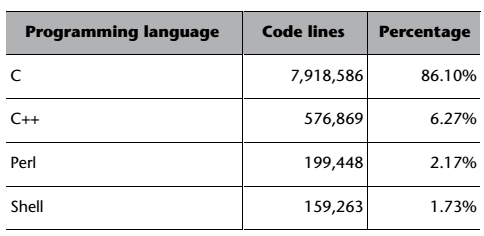 Programming language Code lines Percentage
C 7,918,586 86.10%
C++ 576,869 6.27%
Perl 199,448 2.17%
Shell 159,263 1.73%